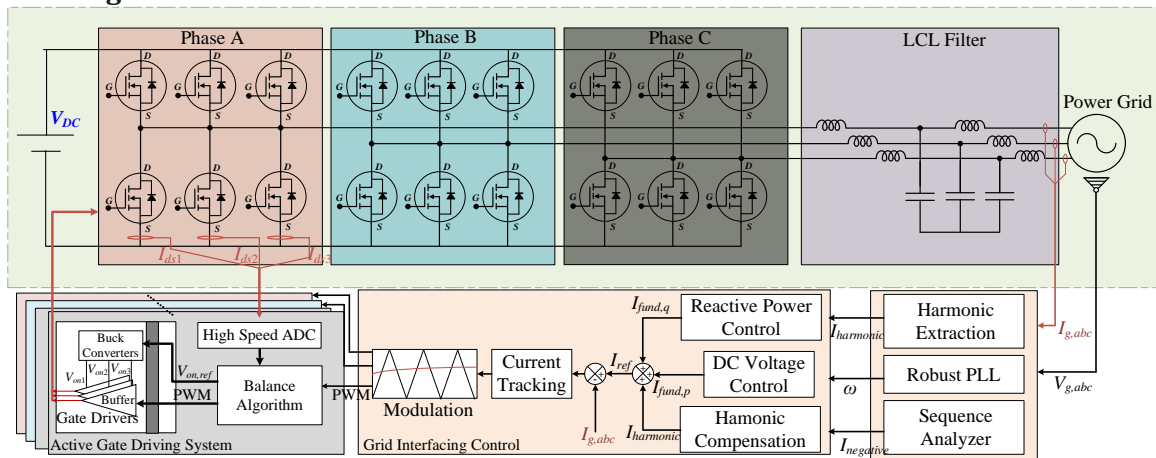 Phase A
Phase B
Phase C
LCL Filter
D D D
D D D
D D D
G G G
G G G
G G G
S
S
S
V_DC
Power Grid
D D D
D D D
D D D
G G G
G G G
G G G
S
S
S
I_ds1 I_ds2 I_ds3
I_g,abc
V_g,abc
High Speed ADC
Buck
Converters
V_on1 V_on2 V_on3
V_on,ref
Balance
Algorithm
PWM
Buffer
Gate Drivers
Active Gate Driving System
PWM
Modulation
Current
Tracking
I_ref
I_g,abc
I_fund,q
I_fund,p
I_harmonic
Reactive Power
Control
DC Voltage
Control
Hamonic
Compensation
Grid Interfacing Control
I_harmonic
ω
I_negative
Harmonic
Extraction
Robust PLL
Sequence
Analyzer